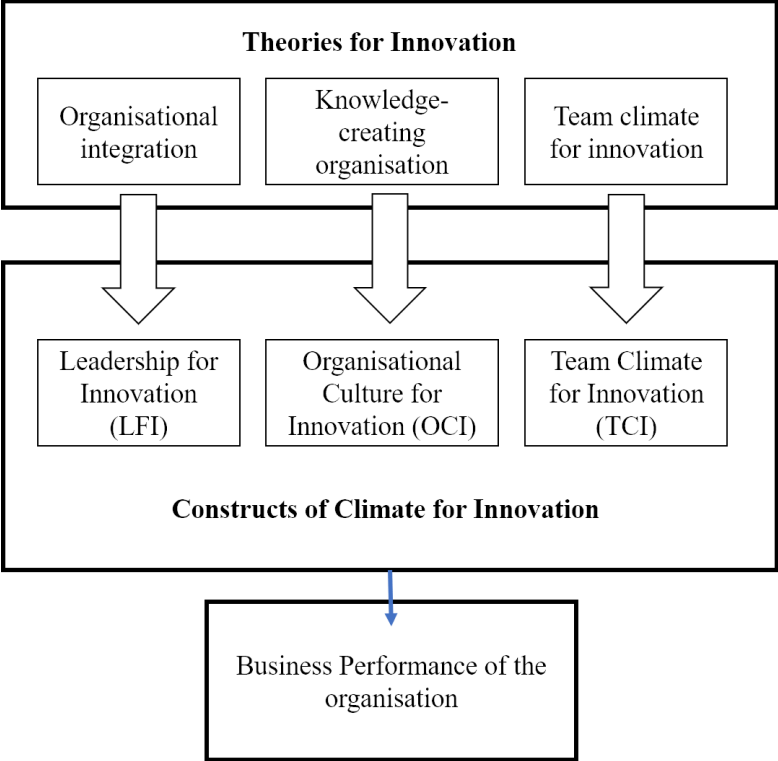 Theories for Innovation
Organisational
integration
Knowledge-
creating
organisation
Team climate
for innovation
Leadership for
Innovation
(LFI)
Organisational
Culture for
Innovation (OCI)
Team Climate
for Innovation
(TCI)
Constructs of Climate for Innovation
Business Performance of the
organisation